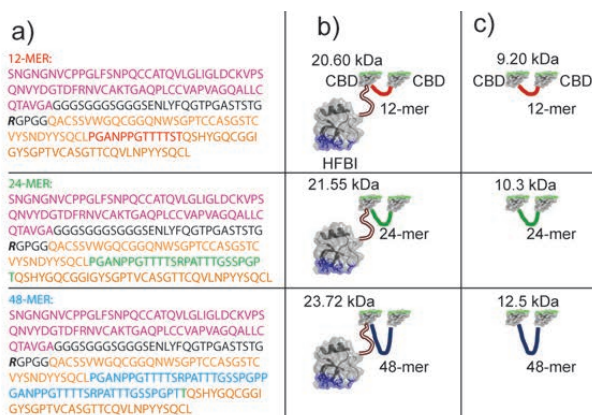 a)
b)
c)
12-MER:
SNGNGNVCPPGLFSNPQCCATQVLGLIGLDCKVPS
QNVYDGTDFRNVCAKTGAQPLCCVAPVAGQALLC
QTAVGAGGGSGGGSGGGSENLYFQGTPGASTSTG
RGPGGQACSSVWGQCGGQNWSGPTCCASGSTC
VYSNDYYSQCLPGANPPGTTTTSTQSHYGQCGGI
GYSGPTVCASGTTCQVLNPYYSQCL
20.60 kDa
CBD
CBD
12-mer
HFBI
9.20 kDa
CBD
CBD
12-mer
24-MER:
SNGNGNVCPPGLFSNPQCCATQVLGLIGLDCKVPS
QNVYDGTDFRNVCAKTGAQPLCCVAPVAGQALLC
QTAVGAGGGSGGGSGGGSENLYFQGTPGASTSTG
RGPGGQACSSVWGQCGGQNWSGPTCCASGSTC
VYSNDYYSQCLPGANPPGTTTTSRPATTTGSSPGP
TQSHYGQCGGIGYSGPTVCASGTTCQVLNPYYSQCL
21.55 kDa
24-mer
10.3 kDa
24-mer
48-MER:
SNGNGNVCPPGLFSNPQCCATQVLGLIGLDCKVPS
QNVYDGTDFRNVCAKTGAQPLCCVAPVAGQALLC
QTAVGAGGGSGGGSGGGSENLYFQGTPGASTSTG
RGPGGQACSSVWGQCGGQNWSGPTCCASGSTC
VYSNDYYSQCLPGANPPGTTTTSRPATTTGSSPGPP
GANPPGTTTTSRPATTTGSSPGPTTQSHYGQCGGI
GYSGPTVCASGTTCQVLNPYYSQCL
23.72 kDa
48-mer
12.5 kDa
48-mer